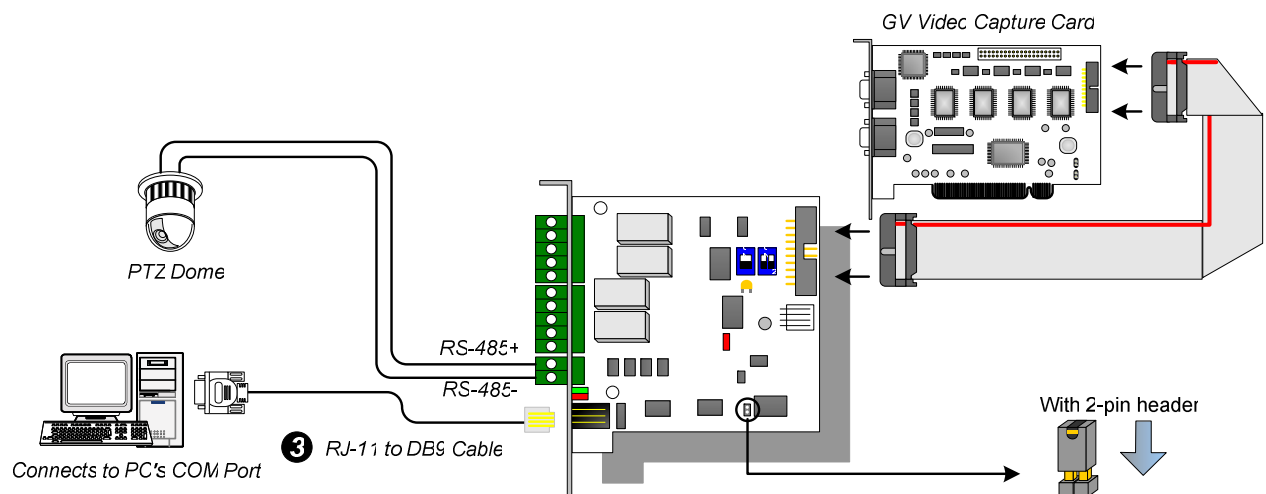 GV Video Capture Card
PTZ Dome
RS-485+
RS-485-
3 RJ-11 to DB9 Cable
Connects to PC's COM Port
With 2-pin header